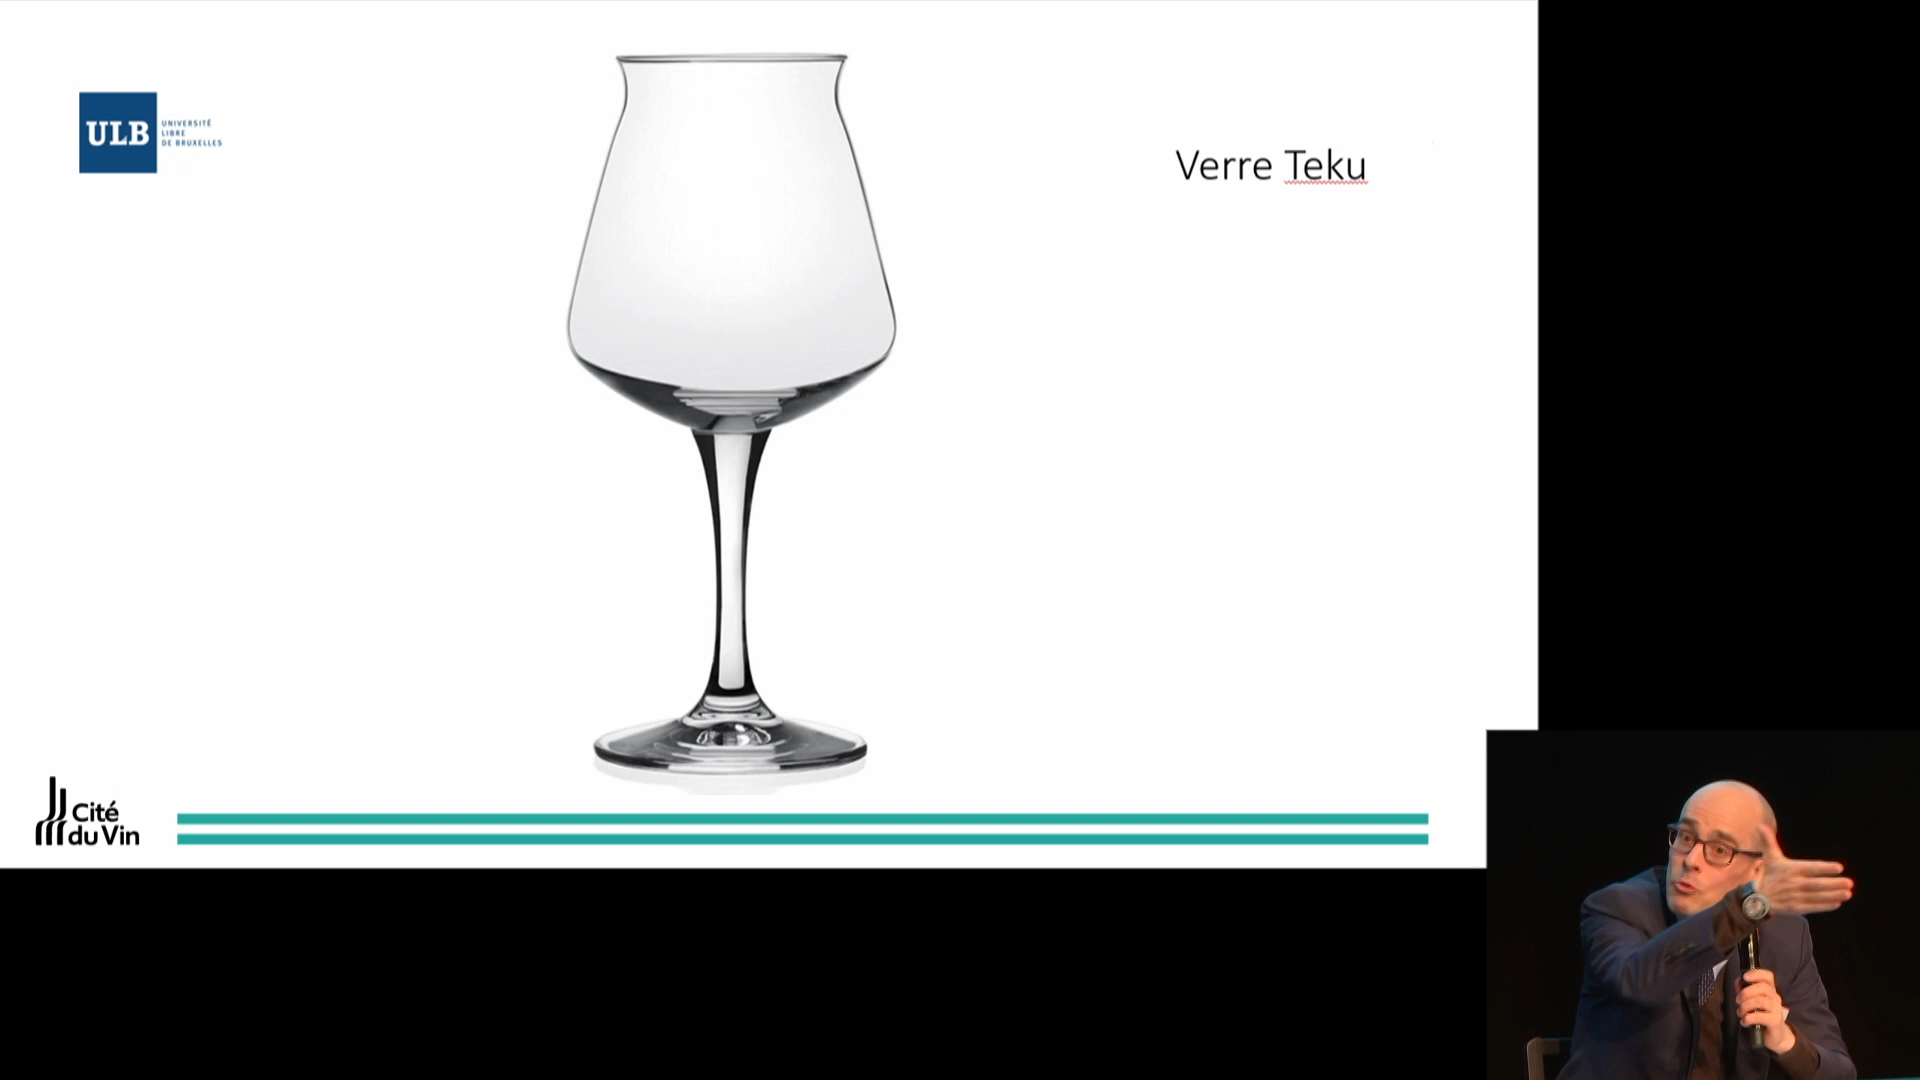 ULB
UNIVERSITÉ
LIBRE
DE BRUXELLES
Verre Teku
Cité
du Vin